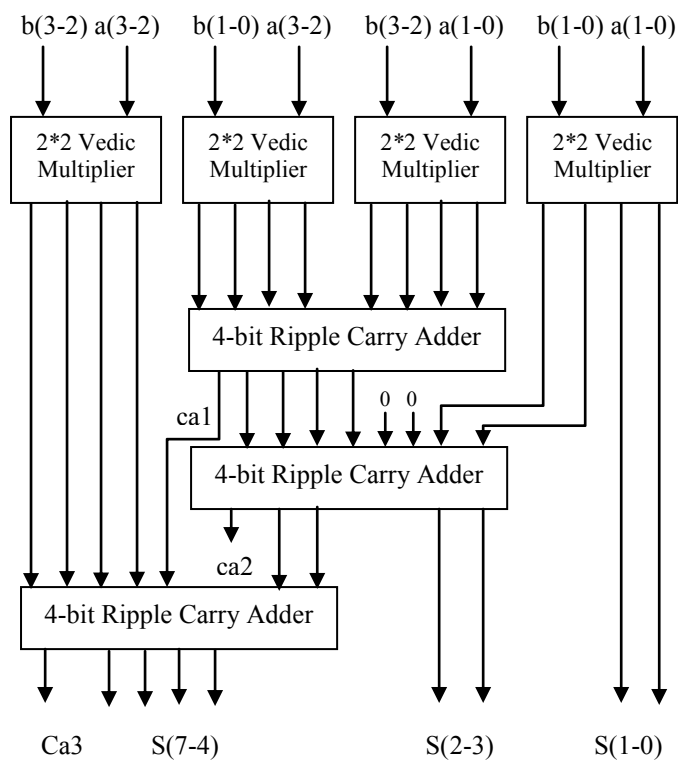 b(3-2) a(3-2) b(1-0) a(3-2) b(3-2) a(1-0) b(1-0) a(1-0)
2*2 Vedic
Multiplier
2*2 Vedic
Multiplier
2*2 Vedic
Multiplier
2*2 Vedic
Multiplier
4-bit Ripple Carry Adder
ca1
0 0
4-bit Ripple Carry Adder
ca2
4-bit Ripple Carry Adder
Ca3 S(7-4) S(2-3) S(1-0)